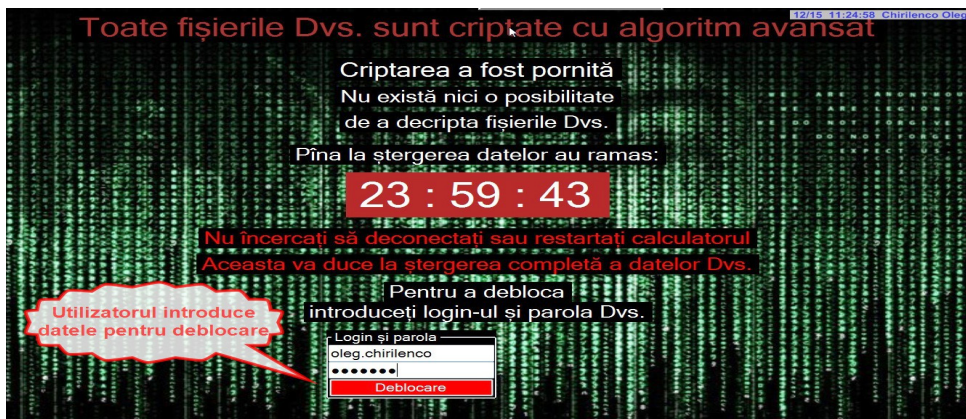 12/15 11:24:58 Chirilenco Oleg
Toate fișierile Dvs. sunt criptate cu algoritm avansat
Criptarea a fost pornită
Nu există nici o posibilitate
de a decripta fișierile Dvs.
Pîna la ștergerea datelor au ramas:
23 : 59 : 43
Nu încercați să deconectați sau restartați calculatorul
Aceasta va duce la ștergerea completă a datelor Dvs.
Pentru a debloca
introduceți login-ul și parola Dvs.
Utilizatorul introduce
datele pentru deblocare
Login și parola
oleg.chirilenco
Deblocare